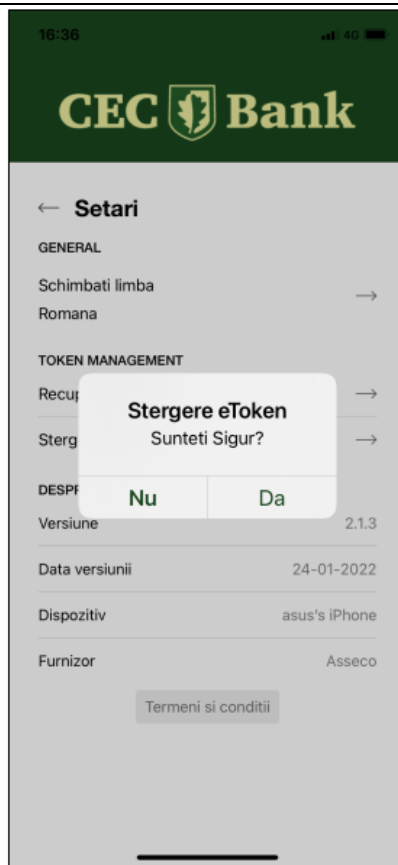 16:36
4G
CEC Bank
← Setari
GENERAL
Schimbati limba
→
Romana
TOKEN MANAGEMENT
Recup
→
Stergere eToken
Sunteti Sigur?
Sterg
→
Nu
Da
DESPR
Versiune
2.1.3
Data versiunii
24-01-2022
Dispozitiv
asus's iPhone
Furnizor
Asseco
Termeni si conditii